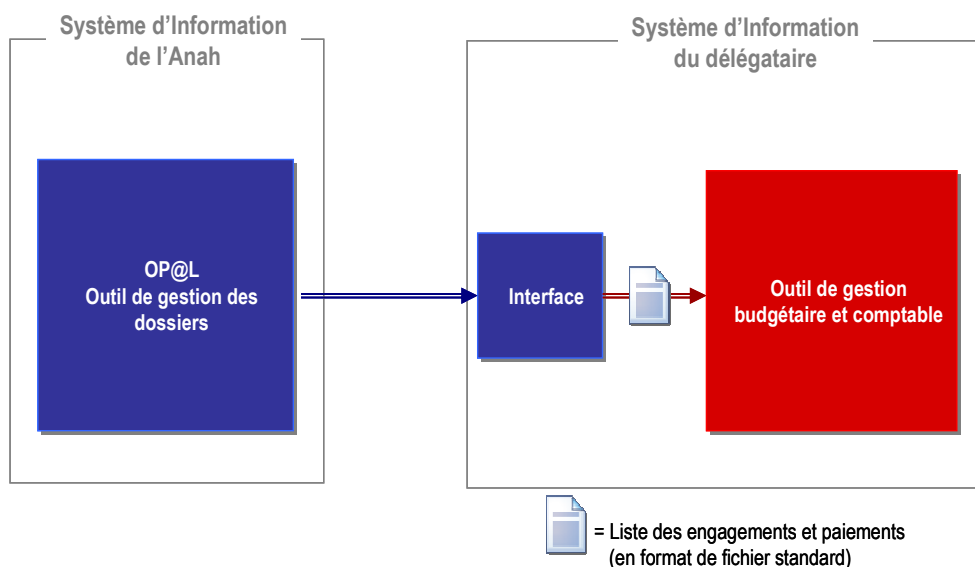 Système d’Information
de l’Anah
Système d’Information
du délégataire
OP@L
Outil de gestion des
dossiers
Interface
Outil de gestion
budgétaire et comptable
= Liste des engagements et paiements
(en format de fichier standard)